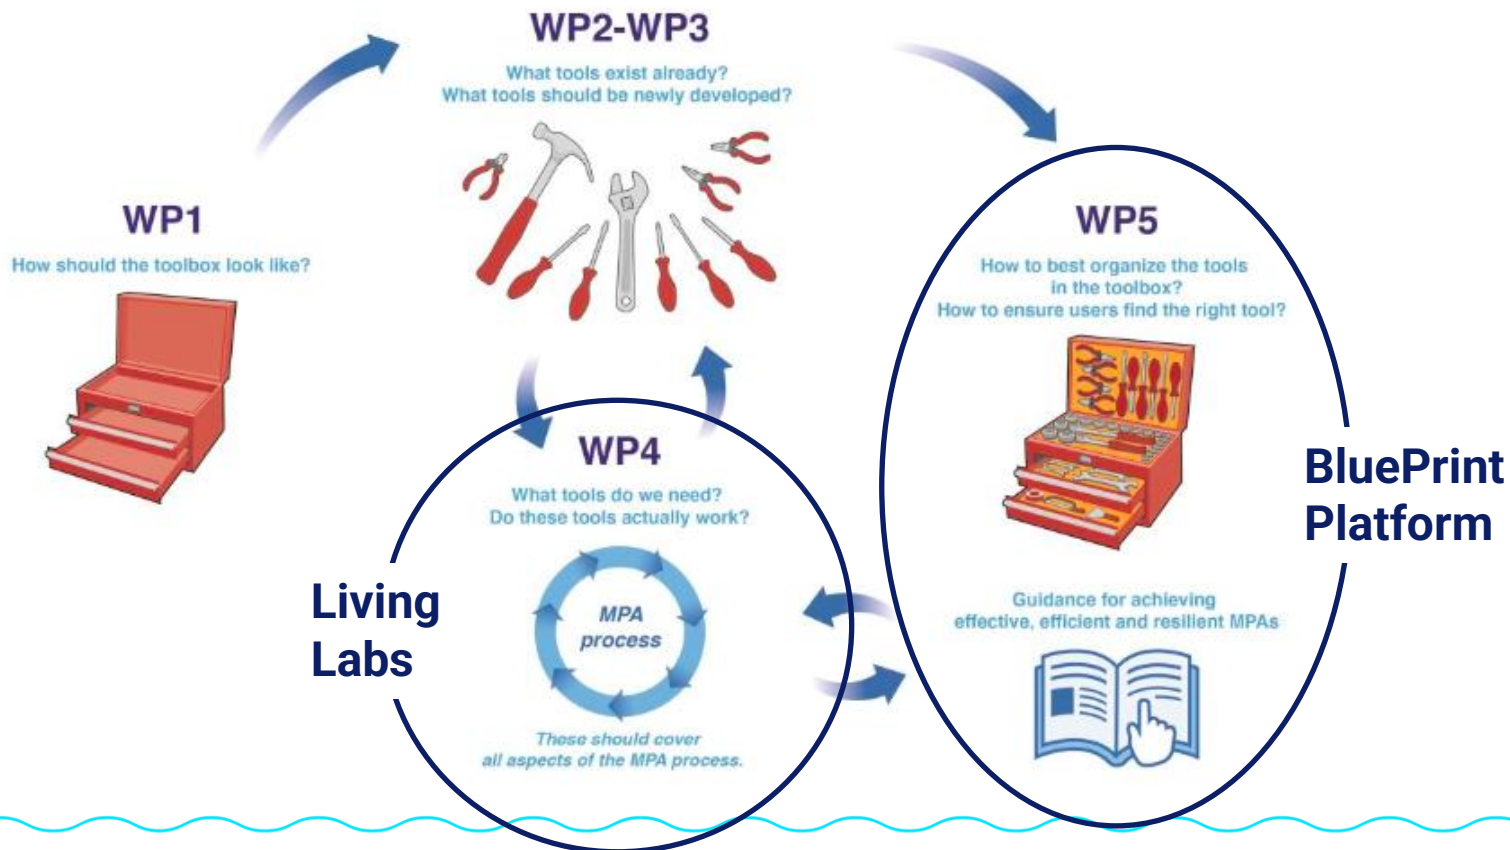 WP2-WP3
What tools exist already?
What tools should be newly developed?
WP1
How should the toolbox look like?
WP5
How to best organize the tools
in the toolbox?
How to ensure users find the right tool?
BluePrint
Platform
WP4
What tools do we need?
Do these tools actually work?
Living
Labs
MPA
process
These should cover
all aspects of the MPA process.
Guidance for achieving
effective, efficient and resilient MPAs